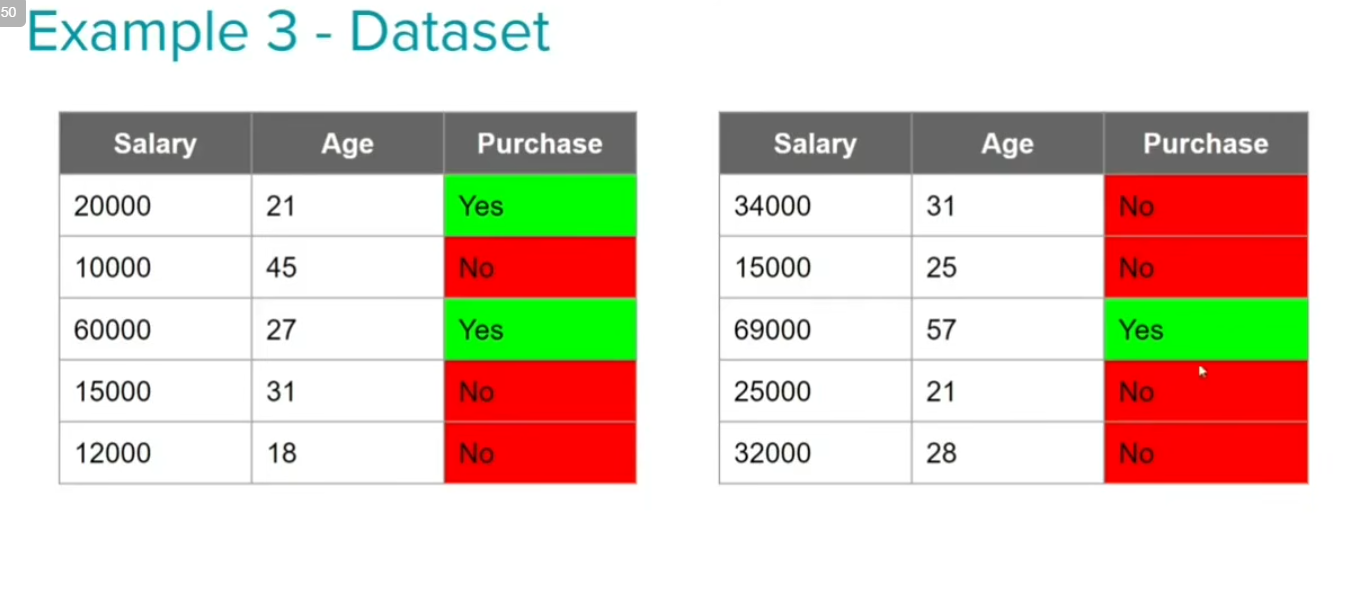 50
Example 3 - Dataset
Salary Age Purchase
20000 21 Yes
10000 45 No
60000 27 Yes
15000 31 No
12000 18 No
Salary Age Purchase
34000 31 No
15000 25 No
69000 57 Yes
25000 21 No
32000 28 No